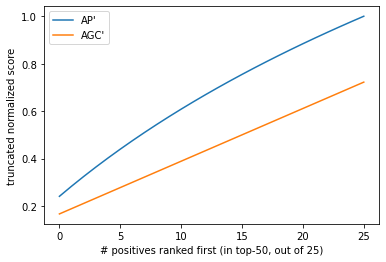 AP'
AGC'
1.0
0.8
0.6
0.4
0.2
truncated normalized score
0 5 10 15 20 25
# positives ranked first (in top-50, out of 25)